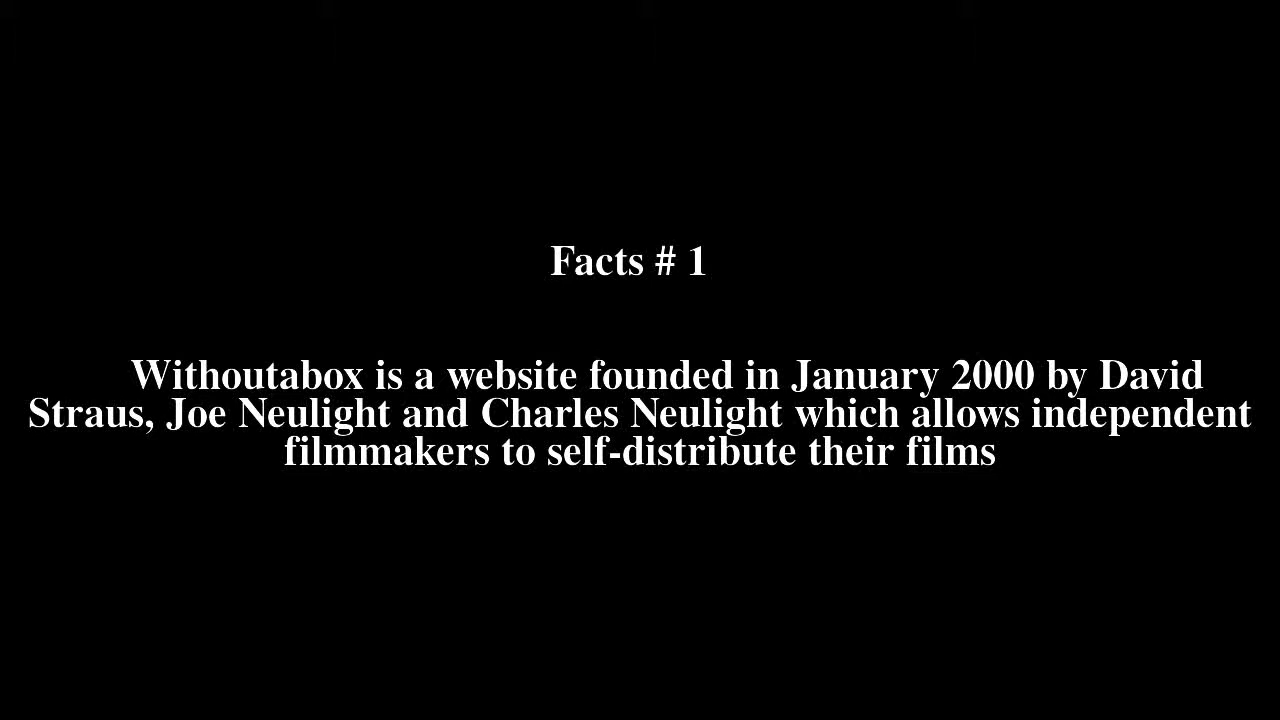 Facts # 1
Withoutabox is a website founded in January 2000 by David
Straus, Joe Neulight and Charles Neulight which allows independent
filmmakers to self-distribute their films